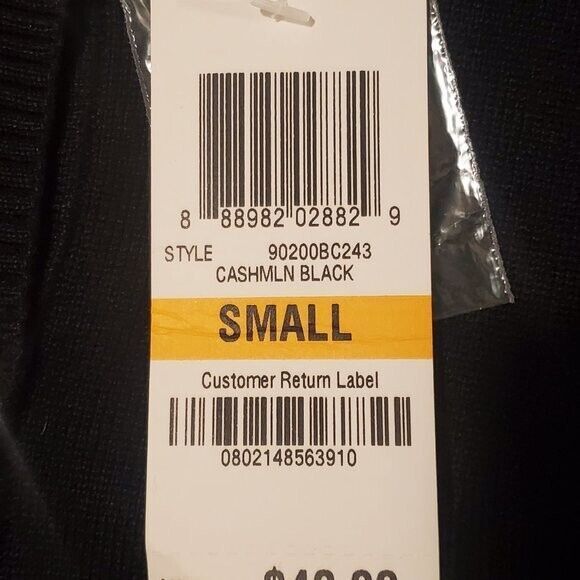 8 88982 02882 9
STYLE 90200BC243
CASHMLN BLACK
SMALL
Customer Return Label
0802148563910